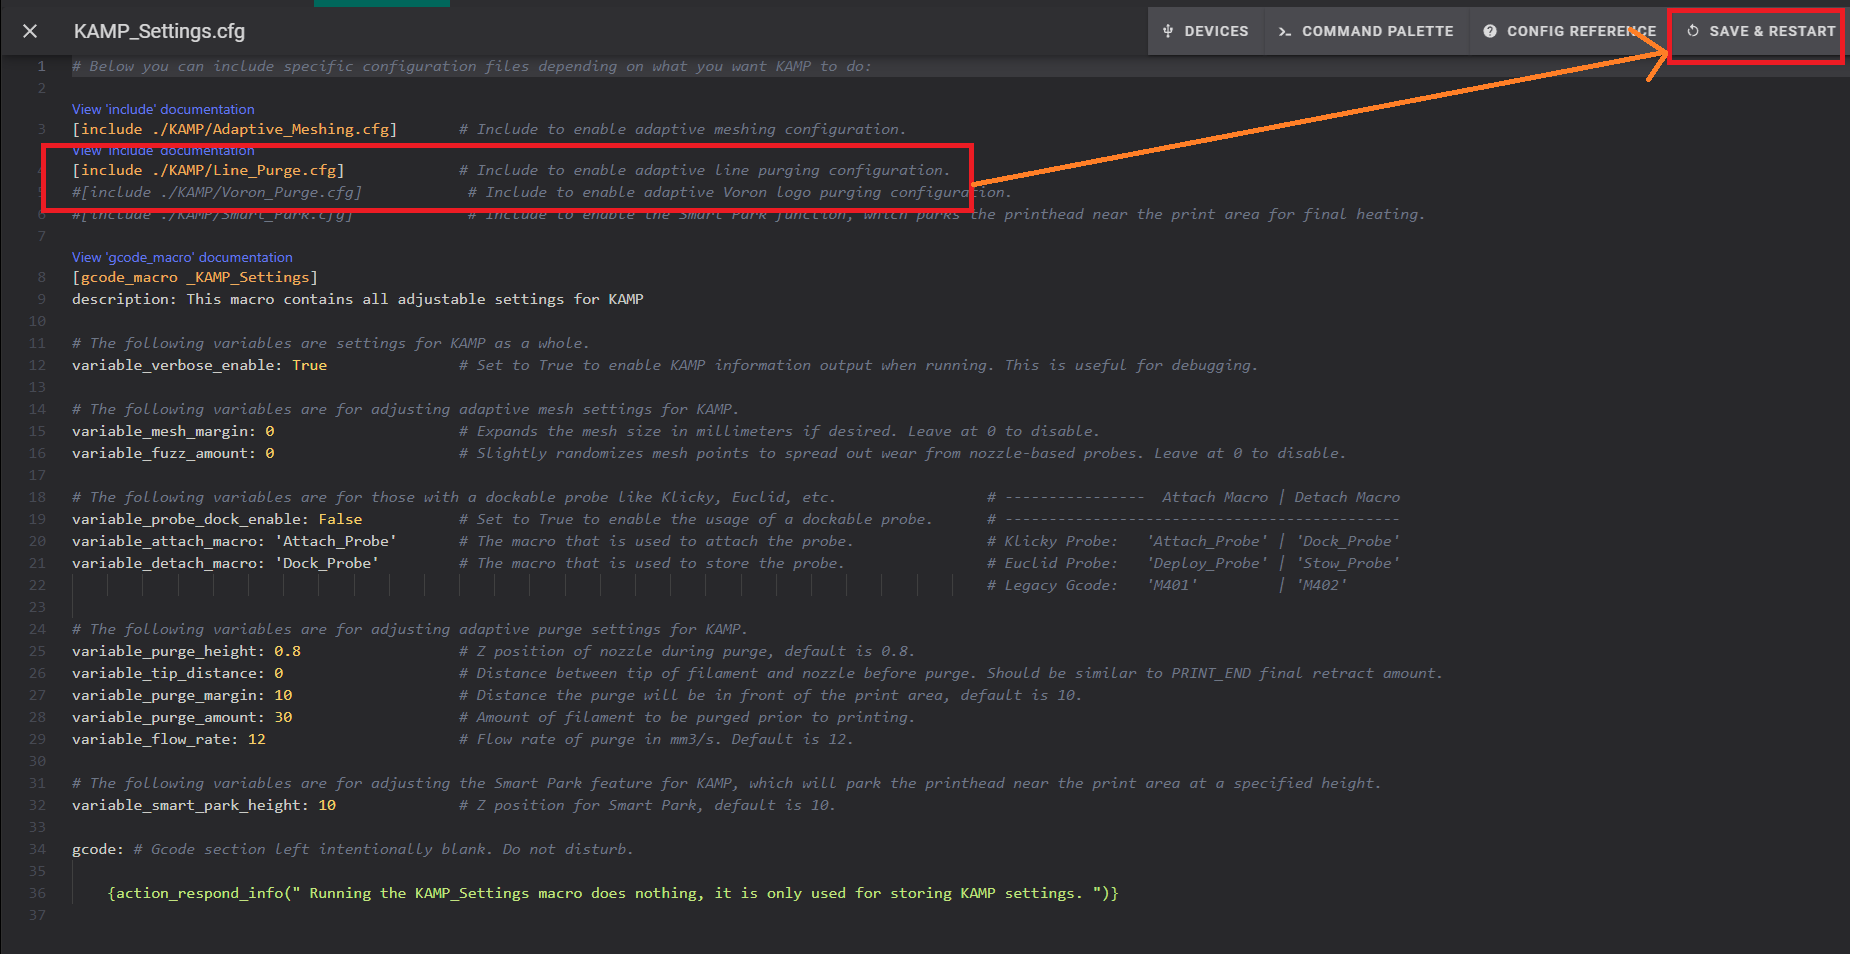 KAMP_Settings.cfg
DEVICES
COMMAND PALETTE
CONFIG REFERENCE
SAVE & RESTART
1 # Below you can include specific configuration files depending on what you want KAMP to do:
2
View 'include' documentation
3 [include ./KAMP/Adaptive_Meshing.cfg] # Include to enable adaptive meshing configuration.
View 'include' documentation
4 [include ./KAMP/Line_Purge.cfg] # Include to enable adaptive line purging configuration.
5 #[include ./KAMP/Voron_Purge.cfg] # Include to enable adaptive Voron logo purging configuration.
6 #[include ./KAMP/Smart_Park.cfg] # Include to enable the Smart Park function, which parks the printhead near the print area for final heating.
7
View 'gcode_macro' documentation
8 [gcode_macro _KAMP_Settings]
9 description: This macro contains all adjustable settings for KAMP
10
11 # The following variables are settings for KAMP as a whole.
12 variable_verbose_enable: True # Set to True to enable KAMP information output when running. This is useful for debugging.
13
14 # The following variables are for adjusting adaptive mesh settings for KAMP.
15 variable_mesh_margin: 0 # Expands the mesh size in millimeters if desired. Leave at 0 to disable.
16 variable_fuzz_amount: 0 # Slightly randomizes mesh points to spread out wear from nozzle-based probes. Leave at 0 to disable.
17
18 # The following variables are for those with a dockable probe like Klicky, Euclid, etc. # ---------------- Attach Macro | Detach Macro
19 variable_probe_dock_enable: False # Set to True to enable the usage of a dockable probe. # ---------------------------------------------
20 variable_attach_macro: 'Attach_Probe' # The macro that is used to attach the probe. # Klicky Probe: 'Attach_Probe' | 'Dock_Probe'
21 variable_detach_macro: 'Dock_Probe' # The macro that is used to store the probe. # Euclid Probe: 'Deploy_Probe' | 'Stow_Probe'
22 # Legacy Gcode: 'M401' | 'M402'
23
24 # The following variables are for adjusting adaptive purge settings for KAMP.
25 variable_purge_height: 0.8 # Z position of nozzle during purge, default is 0.8.
26 variable_tip_distance: 0 # Distance between tip of filament and nozzle before purge. Should be similar to PRINT_END final retract amount.
27 variable_purge_margin: 10 # Distance the purge will be in front of the print area, default is 10.
28 variable_purge_amount: 30 # Amount of filament to be purged prior to printing.
29 variable_flow_rate: 12 # Flow rate of purge in mm3/s. Default is 12.
30
31 # The following variables are for adjusting the Smart Park feature for KAMP, which will park the printhead near the print area at a specified height.
32 variable_smart_park_height: 10 # Z position for Smart Park, default is 10.
33
34 gcode: # Gcode section left intentionally blank. Do not disturb.
35
36 {action_respond_info(" Running the KAMP_Settings macro does nothing, it is only used for storing KAMP settings. ")}
37